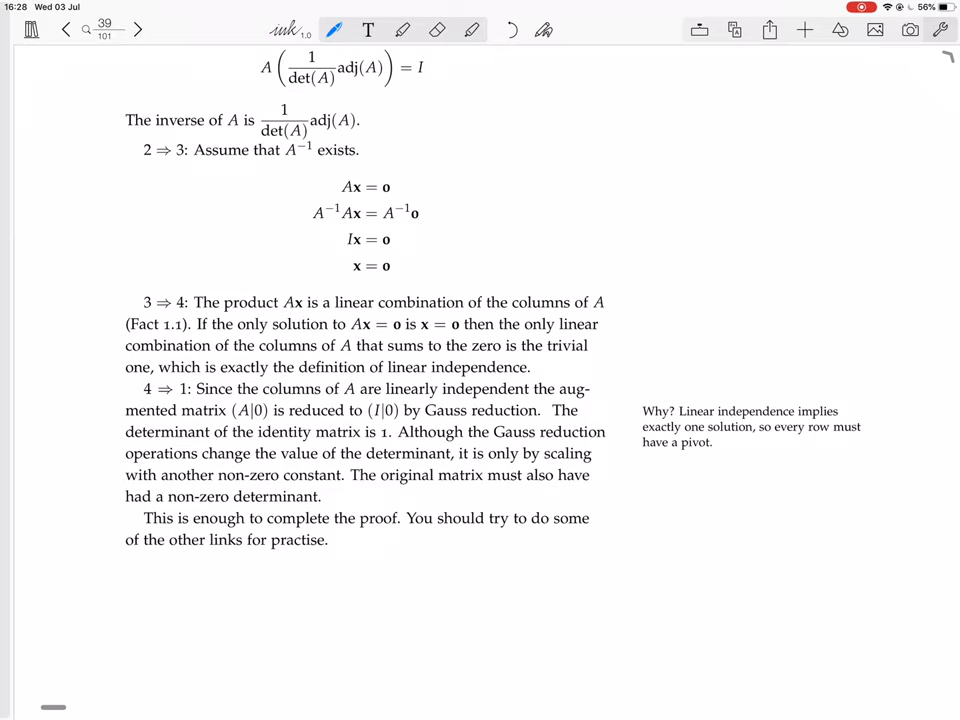 16:28 Wed 03 Jul 56%
39
101
ink 1.0 T
A ( 1/det(A) adj(A) ) = I
The inverse of A is 1/det(A) adj(A).
2 ⇒ 3: Assume that A⁻¹ exists.
Ax = 0
A⁻¹Ax = A⁻¹0
Ix = 0
x = 0
3 ⇒ 4: The product Ax is a linear combination of the columns of A
(Fact 1.1). If the only solution to Ax = 0 is x = 0 then the only linear
combination of the columns of A that sums to the zero is the trivial
one, which is exactly the definition of linear independence.
4 ⇒ 1: Since the columns of A are linearly independent the aug-
mented matrix (A|0) is reduced to (I|0) by Gauss reduction. The
determinant of the identity matrix is 1. Although the Gauss reduction
operations change the value of the determinant, it is only by scaling
with another non-zero constant. The original matrix must also have
had a non-zero determinant.
This is enough to complete the proof. You should try to do some
of the other links for practise.
Why? Linear independence implies
exactly one solution, so every row must
have a pivot.